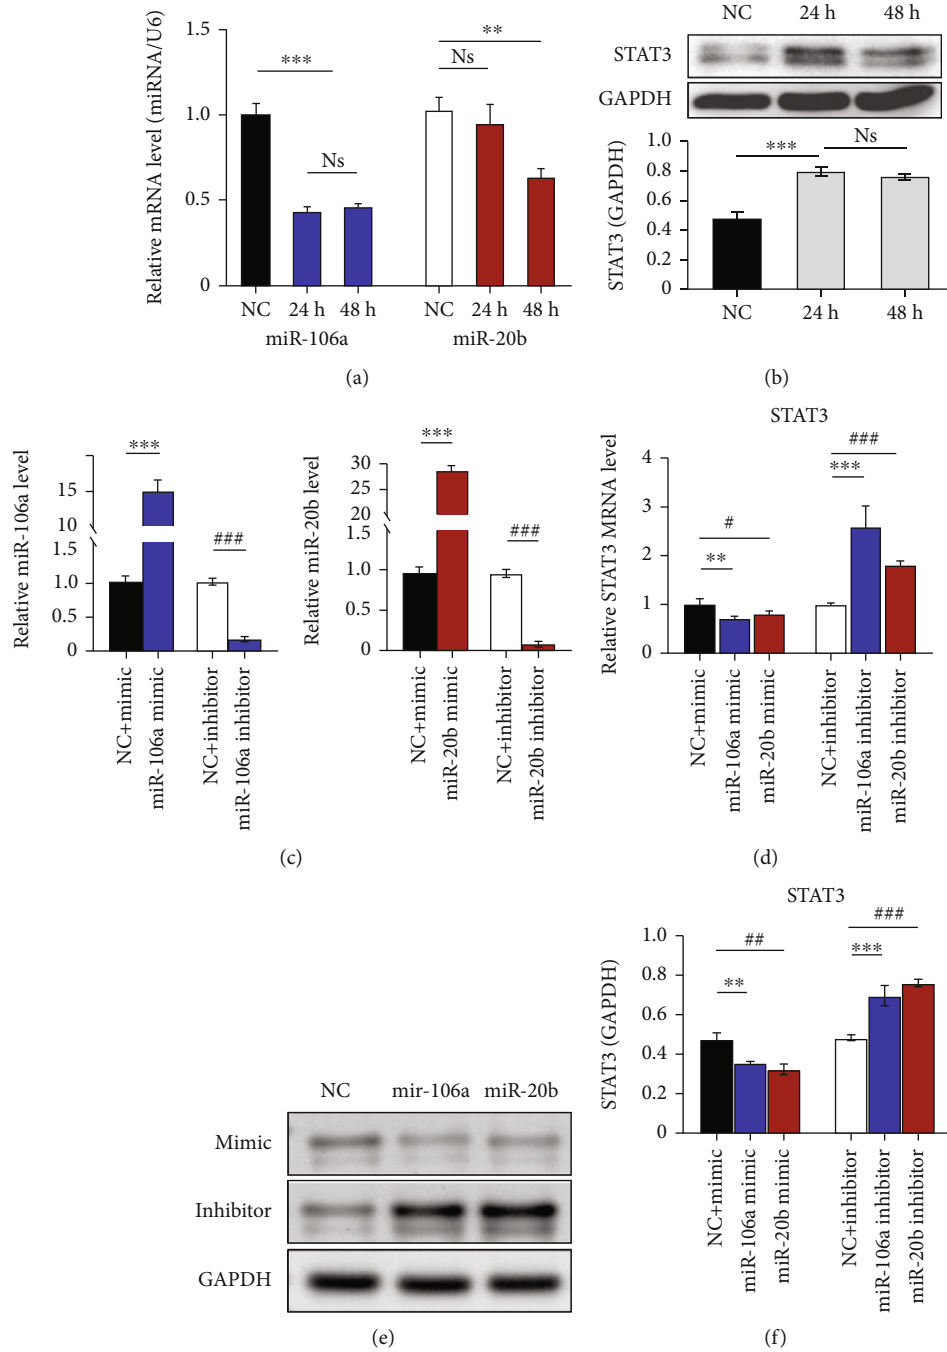 1.5
1.0
0.5
0
Relative mRNA level (miRNA/U6)
***
Ns
**
Ns
NC 24 h 48 h NC 24 h 48 h
miR-106a miR-20b
(a)
NC 24 h 48 h
STAT3
GAPDH
STAT3 (GAPDH)
1.0
0.8
0.6
0.4
0.2
0
***
Ns
NC 24 h 48 h
(b)
Relative miR-106a level
15
10
1.5
1.0
0.5
0
***
###
NC+mimic
miR-106a mimic
NC+inhibitor
miR-106a inhibitor
Relative miR-20b level
30
25
20
1.5
1.0
0.5
0.0
***
###
NC+mimic
miR-20b mimic
NC+inhibitor
miR-20b inhibitor
(c)
STAT3
Relative STAT3 MRNA level
4
3
2
1
0
#
**
###
***
NC+mimic
miR-106a mimic
miR-20b mimic
NC+inhibitor
miR-106a inhibitor
miR-20b inhibitor
(d)
NC mir-106a miR-20b
Mimic
Inhibitor
GAPDH
(e)
STAT3
STAT3 (GAPDH)
1.0
0.8
0.6
0.4
0.2
0
##
**
###
***
NC+mimic
miR-106a mimic
miR-20b mimic
NC+inhibitor
miR-106a inhibitor
miR-20b inhibitor
(f)